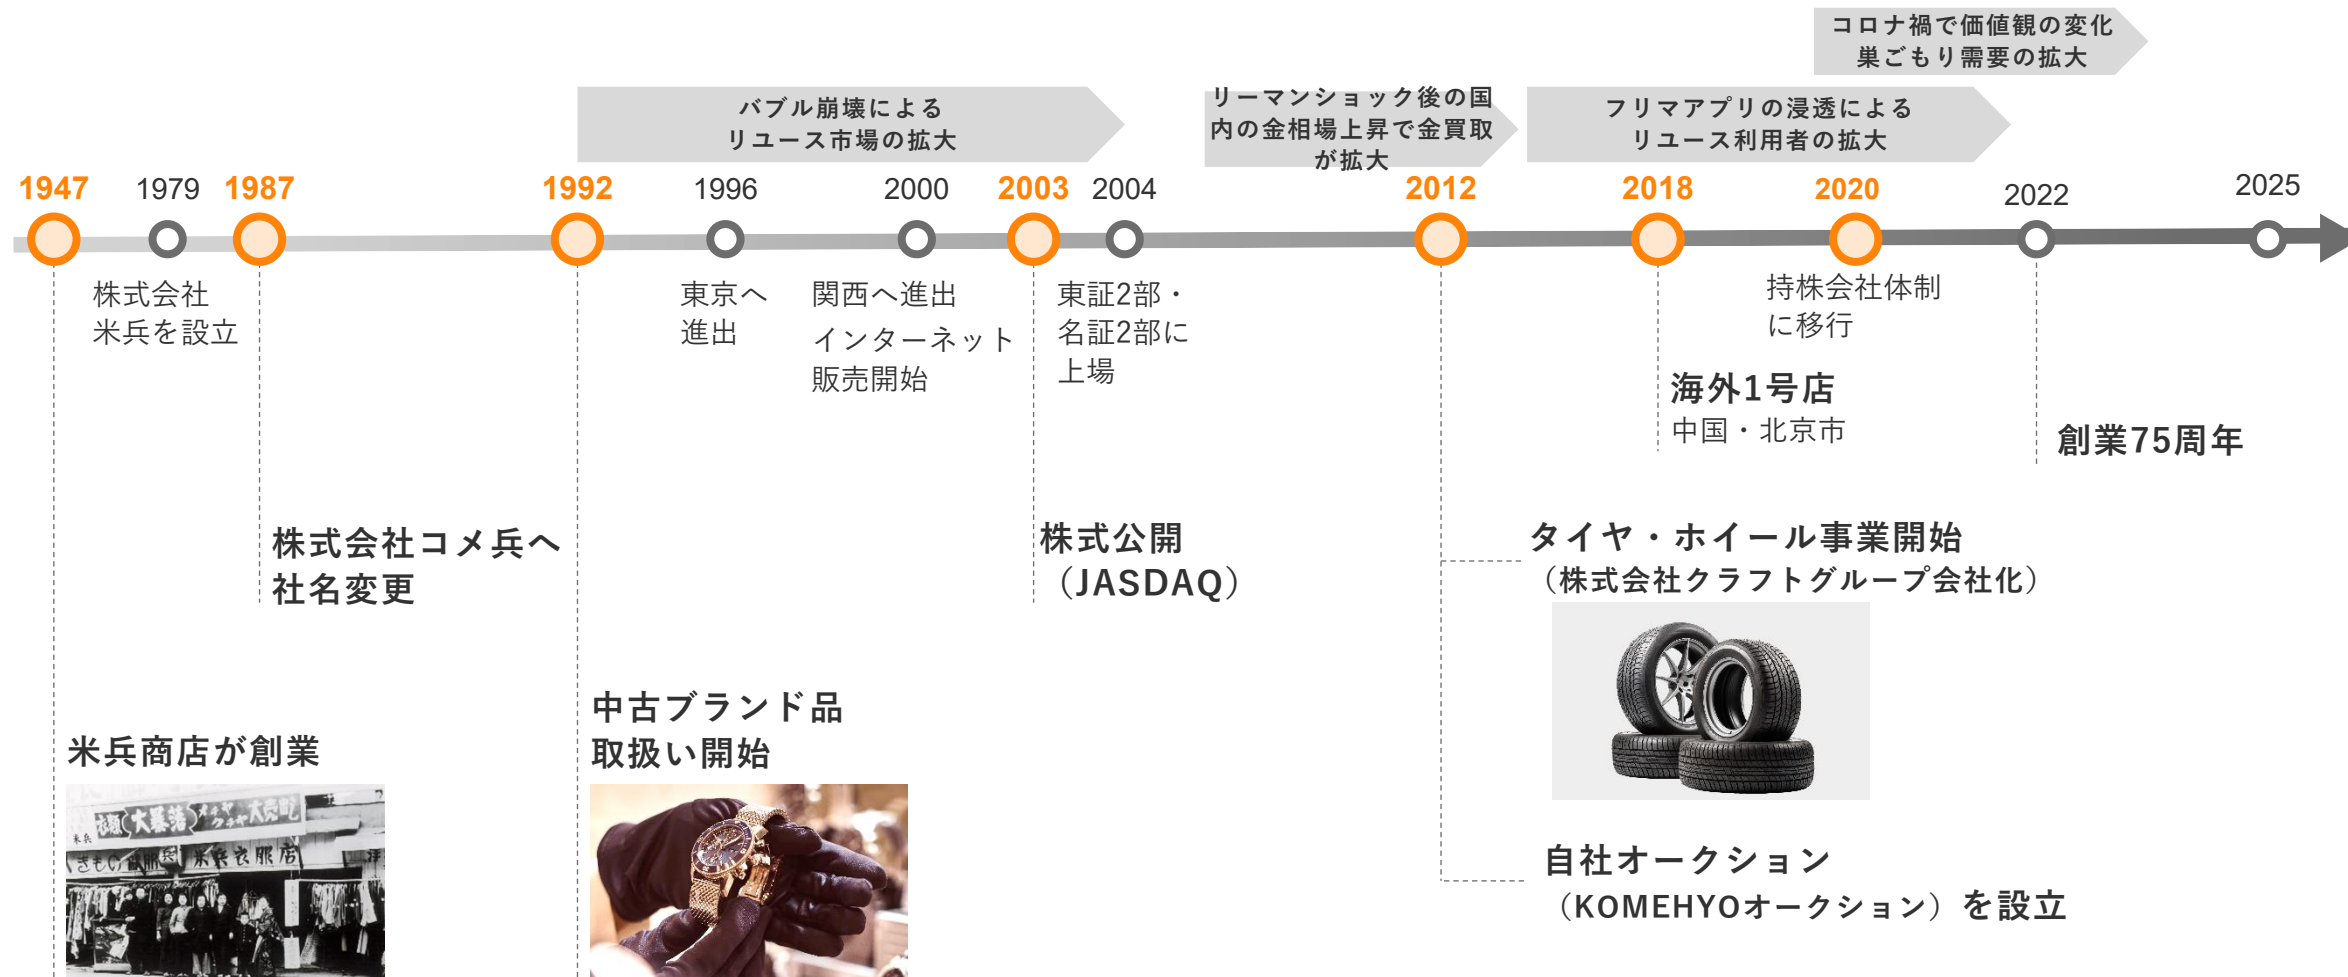 コロナ禍で価値観の変化
巣ごもり需要の拡大
バブル崩壊による
リユース市場の拡大
リーマンショック後の国
内の金相場上昇で金買取
が拡大
フリマアプリの浸透による
リユース利用者の拡大
1947
1979
1987
1992
1996
2000
2003
2004
2012
2018
2020
2022
2025
株式会社
米兵を設立
東京へ
進出
関西へ進出
インターネット
販売開始
東証2部・
名証2部に
上場
持株会社体制
に移行
海外1号店
中国・北京市
創業75周年
株式会社コメ兵へ
社名変更
株式公開
（JASDAQ）
タイヤ・ホイール事業開始
（株式会社クラフトグループ会社化）
中古ブランド品
取扱い開始
米兵商店が創業
自社オークション
（KOMEHYOオークション）を設立
米兵
衣類
大暴落
米兵衣服店